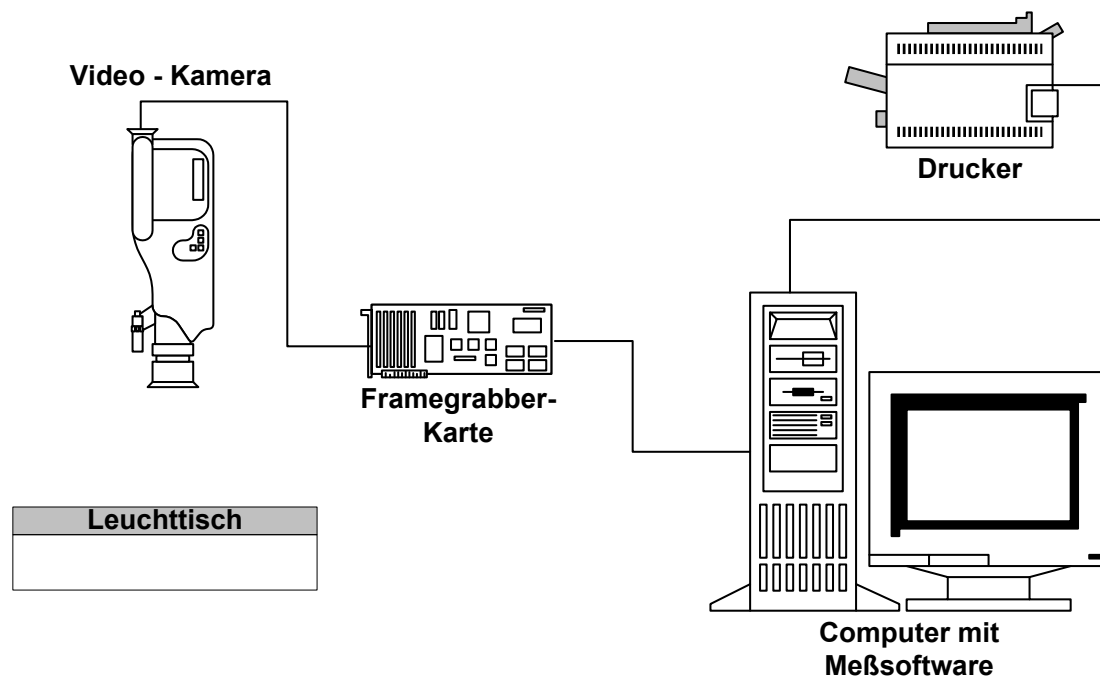 Video - Kamera
Drucker
Framegrabber-
Karte
Leuchttisch
Computer mit
Meßsoftware